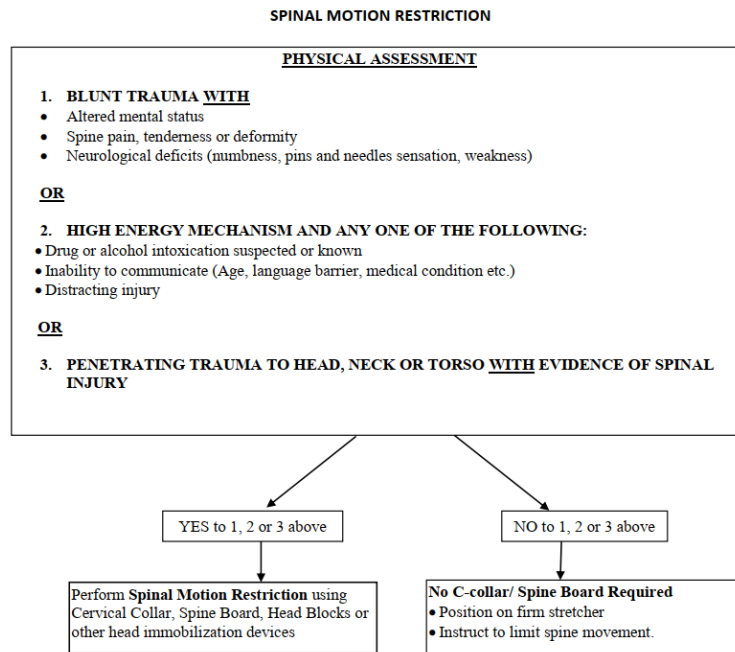 SPINAL MOTION RESTRICTION
PHYSICAL ASSESSMENT
1. BLUNT TRAUMA WITH
• Altered mental status
• Spine pain, tenderness or deformity
• Neurological deficits (numbness, pins and needles sensation, weakness)
OR
2. HIGH ENERGY MECHANISM AND ANY ONE OF THE FOLLOWING:
• Drug or alcohol intoxication suspected or known
• Inability to communicate (Age, language barrier, medical condition etc.)
• Distracting injury
OR
3. PENETRATING TRAUMA TO HEAD, NECK OR TORSO WITH EVIDENCE OF SPINAL
INJURY
YES to 1, 2 or 3 above
NO to 1, 2 or 3 above
Perform Spinal Motion Restriction using
Cervical Collar, Spine Board, Head Blocks or
other head immobilization devices
No C-collar/ Spine Board Required
• Position on firm stretcher
• Instruct to limit spine movement.